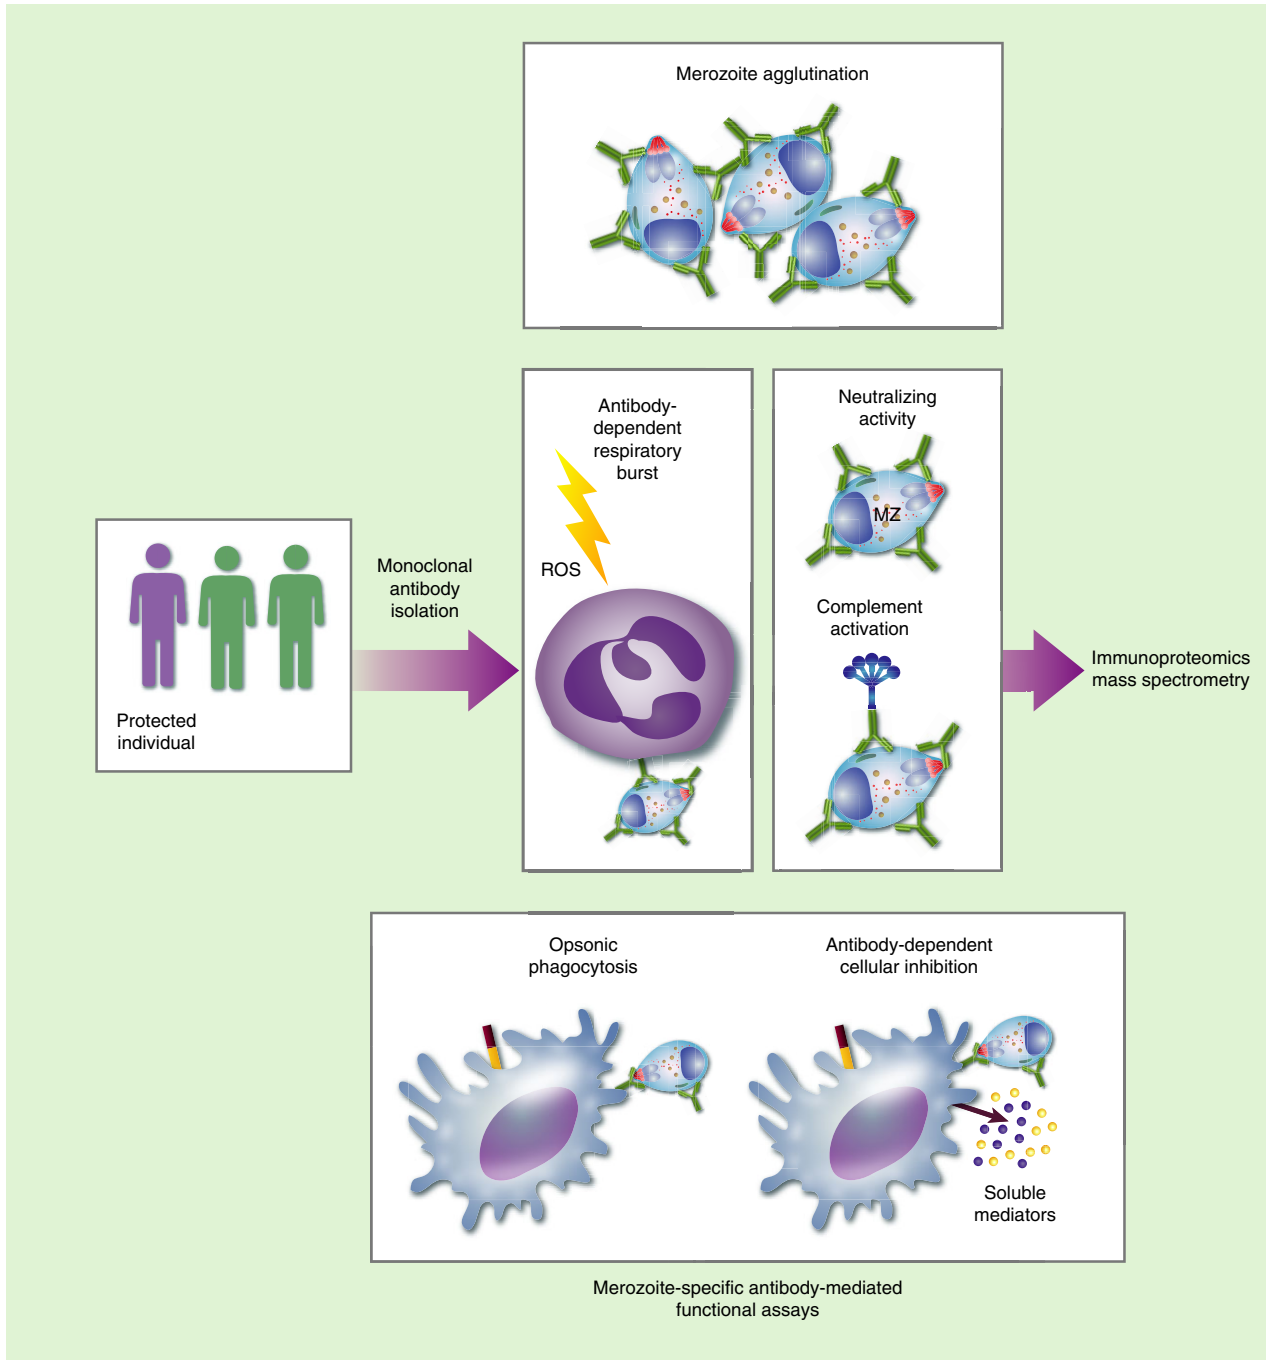 Merozoite agglutination
Antibody-
dependent
respiratory
burst
ROS
Neutralizing
activity
MZ
Complement
activation
Protected
individual
Monoclonal
antibody
isolation
Immunoproteomics
mass spectrometry
Opsonic
phagocytosis
Antibody-dependent
cellular inhibition
Soluble
mediators
Merozoite-specific antibody-mediated
functional assays